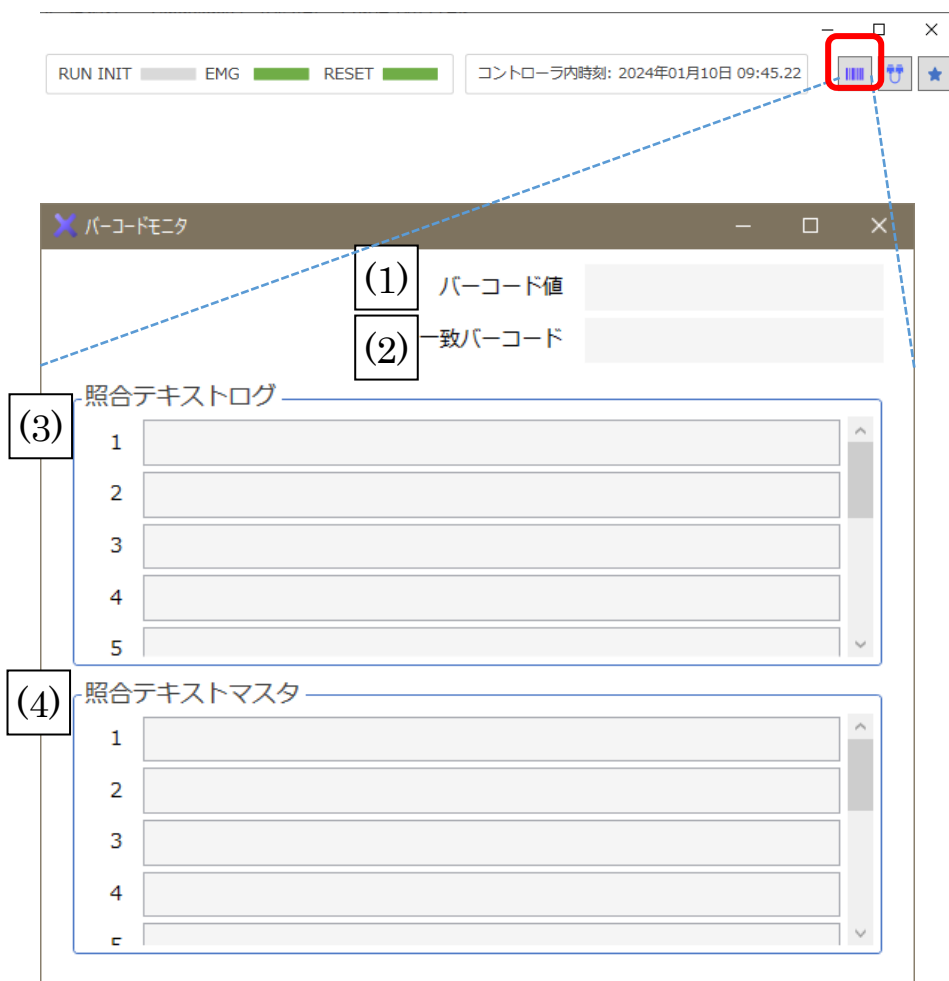 RUN INIT EMG RESET コントローラ内時刻: 2024年01月10日 09:45.22
バーコードモニタ
(1) バーコード値
(2) 一致バーコード
(3) 照合テキストログ
1
2
3
4
5
(4) 照合テキストマスタ
1
2
3
4
5